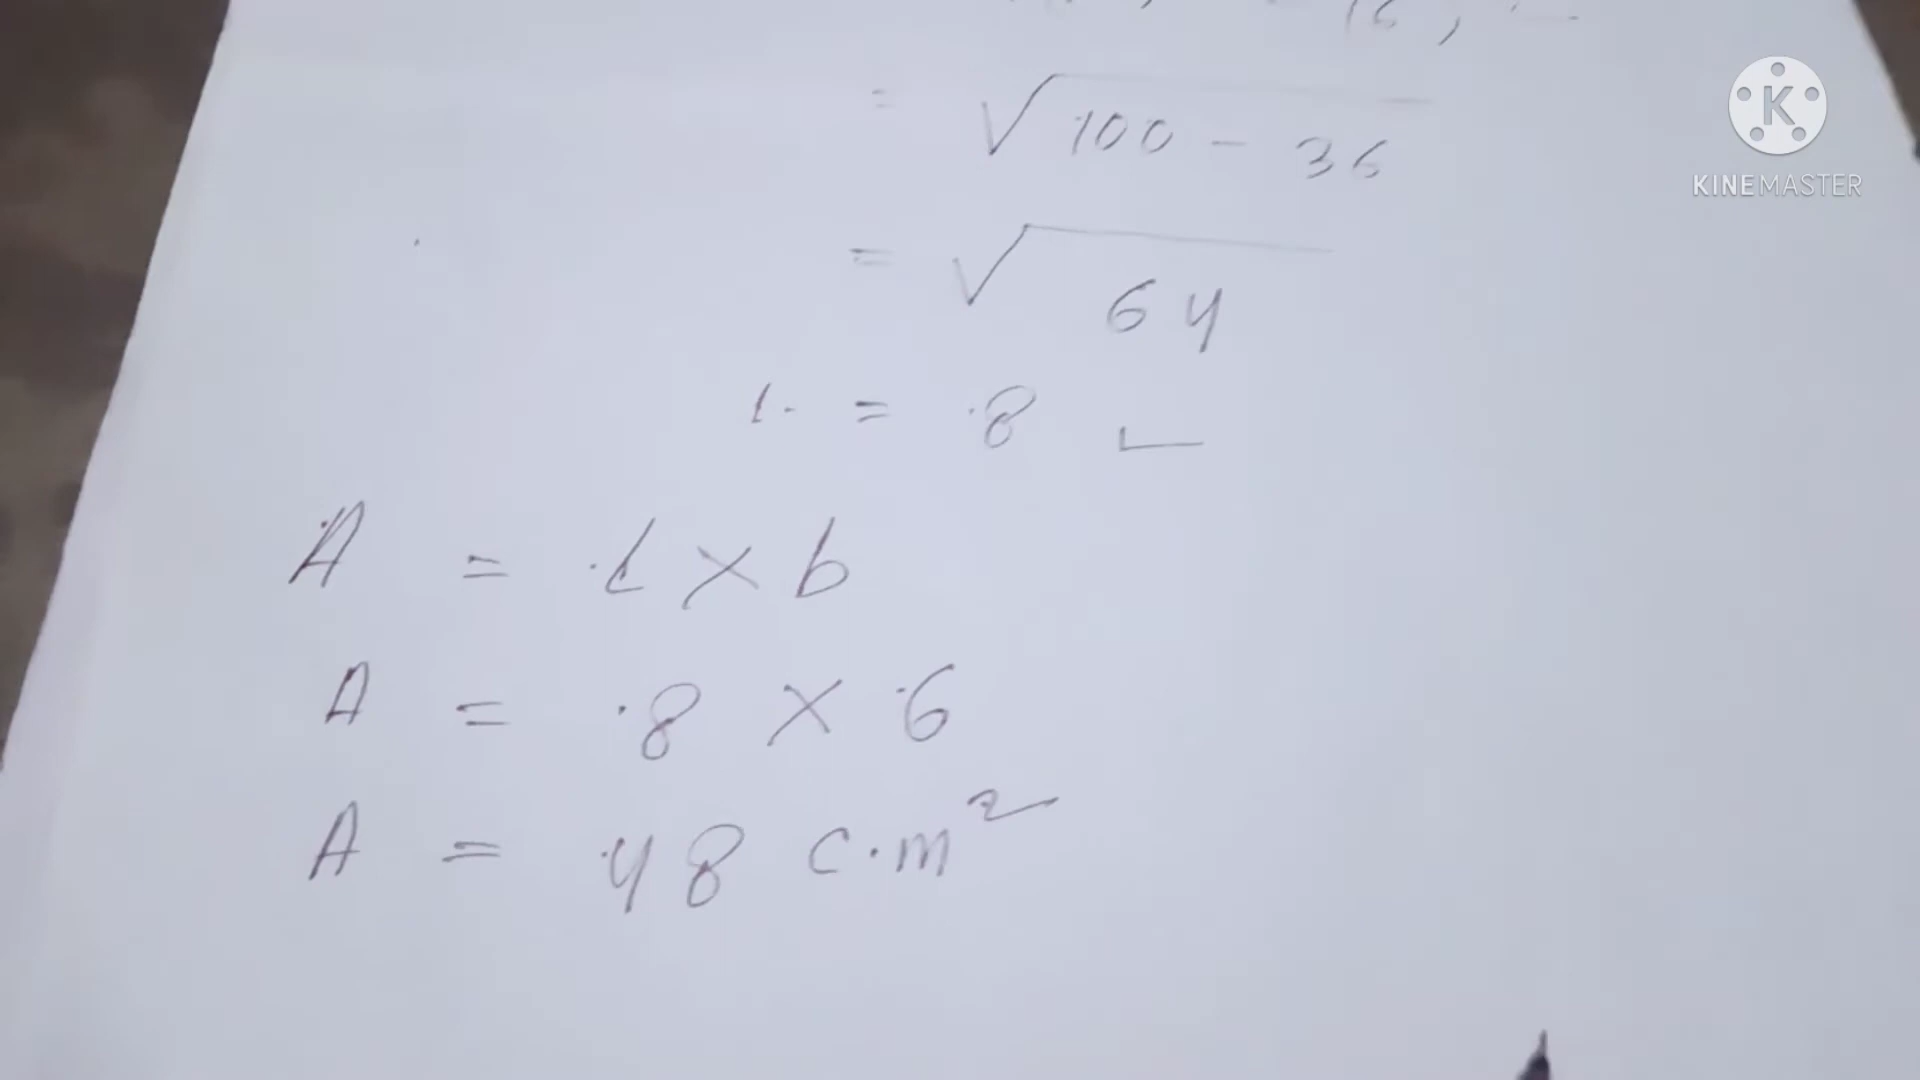 = √100 - 36
KINEMASTER
= √64
l. = 8
A = l × b
A = 8 × 6
A = 48 c.m²